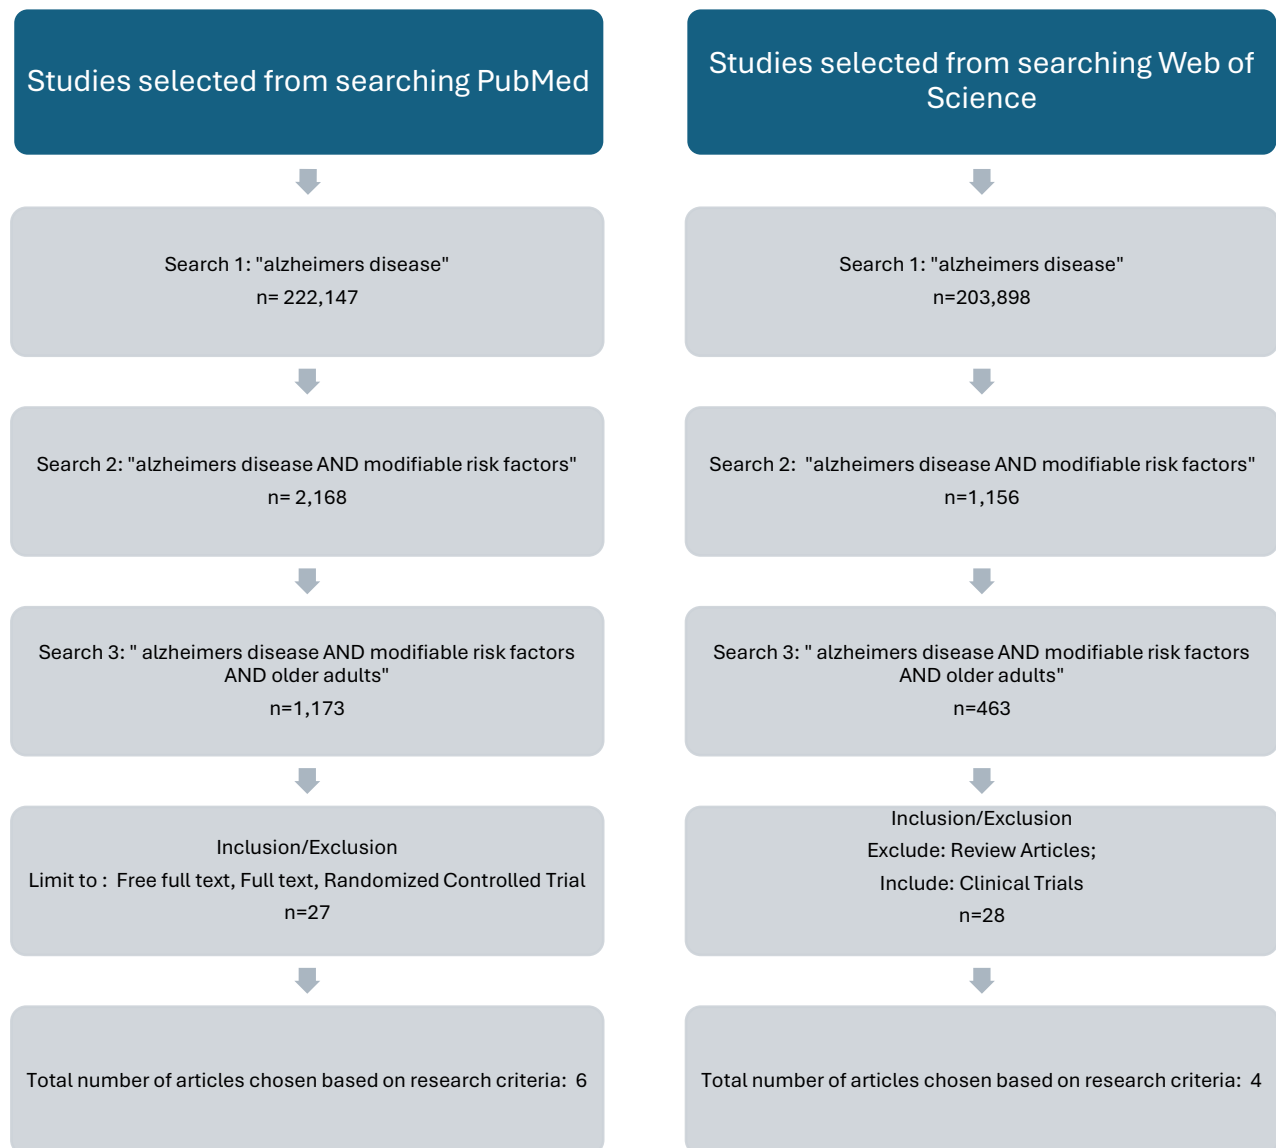 Studies selected from searching PubMed
Search 1: "alzheimers disease"
n= 222,147
Search 2: "alzheimers disease AND modifiable risk factors"
n= 2,168
Search 3: " alzheimers disease AND modifiable risk factors
AND older adults"
n=1,173
Inclusion/Exclusion
Limit to :  Free full text, Full text, Randomized Controlled Trial
n=27
Total number of articles chosen based on research criteria:  6
Studies selected from searching Web of
Science
Search 1: "alzheimers disease"
n=203,898
Search 2:  "alzheimers disease AND modifiable risk factors"
n=1,156
Search 3: " alzheimers disease AND modifiable risk factors
AND older adults"
n=463
Inclusion/Exclusion
Exclude: Review Articles;
Include: Clinical Trials
n=28
Total number of articles chosen based on research criteria:  4